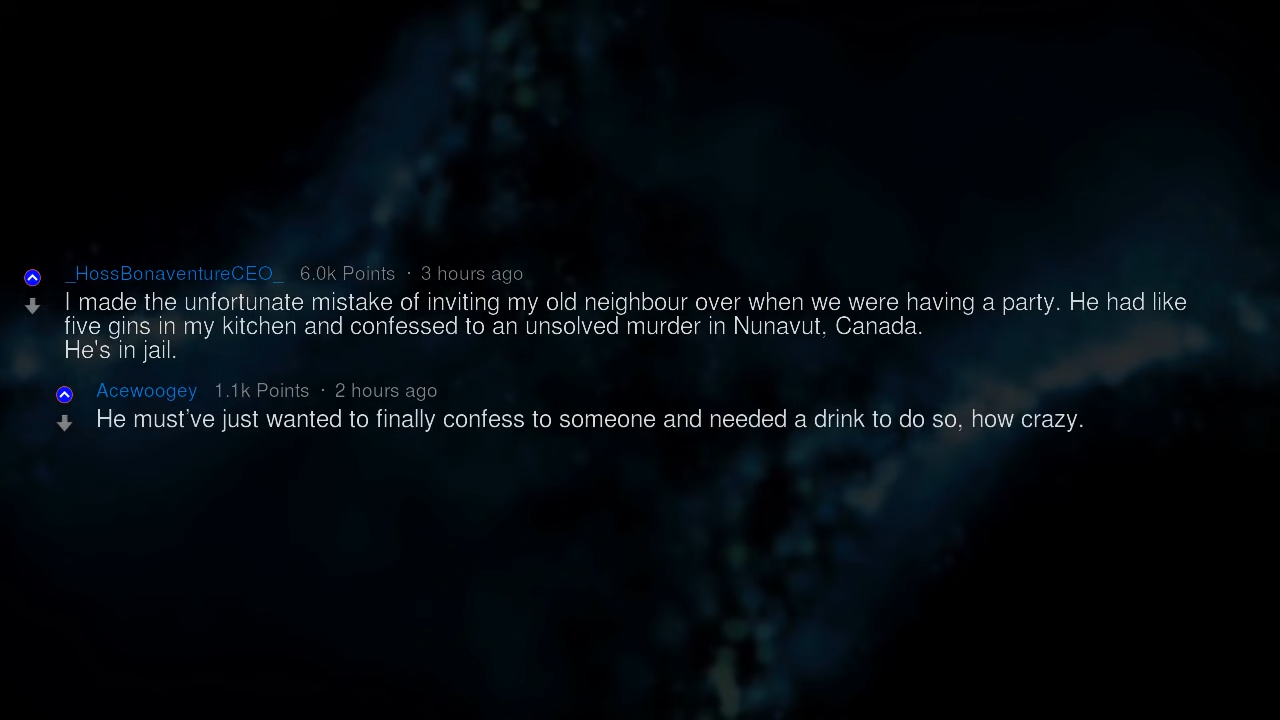 _HossBonaventureCEO_ 6.0k Points · 3 hours ago
I made the unfortunate mistake of inviting my old neighbour over when we were having a party. He had like
five gins in my kitchen and confessed to an unsolved murder in Nunavut, Canada.
He's in jail.
Acewoogey 1.1k Points · 2 hours ago
He must've just wanted to finally confess to someone and needed a drink to do so, how crazy.